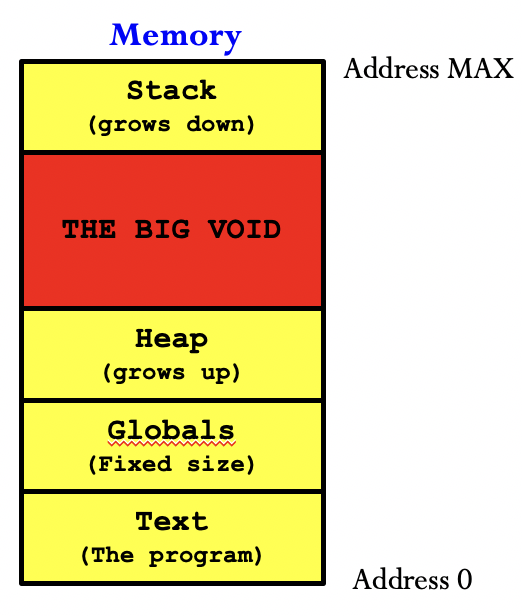 Memory
Address MAX
Stack
(grows down)
THE BIG VOID
Heap
(grows up)
Globals
(Fixed size)
Text
(The program)
Address 0